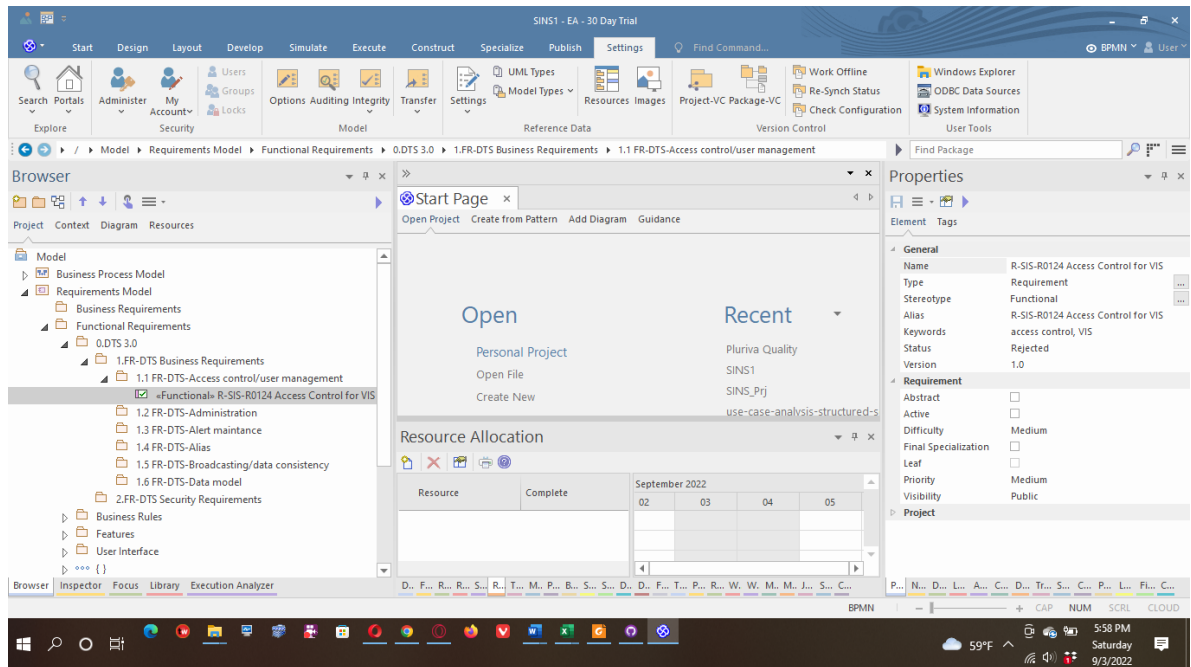 SINS1 - EA - 30 Day Trial
Start Design Layout Develop Simulate Execute Construct Specialize Publish Settings Find Command... BPMN User
Search Portals Administer My Account Users Groups Locks Options Auditing Integrity Transfer Settings UML Types Model Types Resources Images Project-VC Package-VC Work Offline Re-Synch Status Check Configuration Windows Explorer ODBC Data Sources System Information
Explore Security Model Reference Data Version Control User Tools
/ Model Requirements Model Functional Requirements 0.DTS 3.0 1.FR-DTS Business Requirements 1.1 FR-DTS-Access control/user management Find Package
Browser
Project Context Diagram Resources
Model
Business Process Model
Requirements Model
Business Requirements
Functional Requirements
0.DTS 3.0
1.FR-DTS Business Requirements
1.1 FR-DTS-Access control/user management
«Functional» R-SIS-R0124 Access Control for VIS
1.2 FR-DTS-Administration
1.3 FR-DTS-Alert maintance
1.4 FR-DTS-Alias
1.5 FR-DTS-Broadcasting/data consistency
1.6 FR-DTS-Data model
2.FR-DTS Security Requirements
Business Rules
Features
User Interface
{ }
Browser Inspector Focus Library Execution Analyzer
Start Page
Open Project Create from Pattern Add Diagram Guidance
Open
Personal Project
Open File
Create New
Recent
Pluriva Quality
SINS1
SINS_Prj
use-case-analysis-structured-s
Resource Allocation
Resource Complete September 2022
02 03 04 05
D.. F... R... R... S... R.. T... M.. P... B... S... S... D.. D.. F... T... P... R... W. W. M.. M.. J... S... C...
Properties
Element Tags
General
Name R-SIS-R0124 Access Control for VIS
Type Requirement ...
Stereotype Functional ...
Alias R-SIS-R0124 Access Control for VIS
Keywords access control, VIS
Status Rejected
Version 1.0
Requirement
Abstract
Active
Difficulty Medium
Final Specialization
Leaf
Priority Medium
Visibility Public
Project
P... N... D... L... A... C... D... Tr... S... C... P... L... Fi... C...
BPMN CAP NUM SCRL CLOUD
59°F
5:58 PM
Saturday
9/3/2022